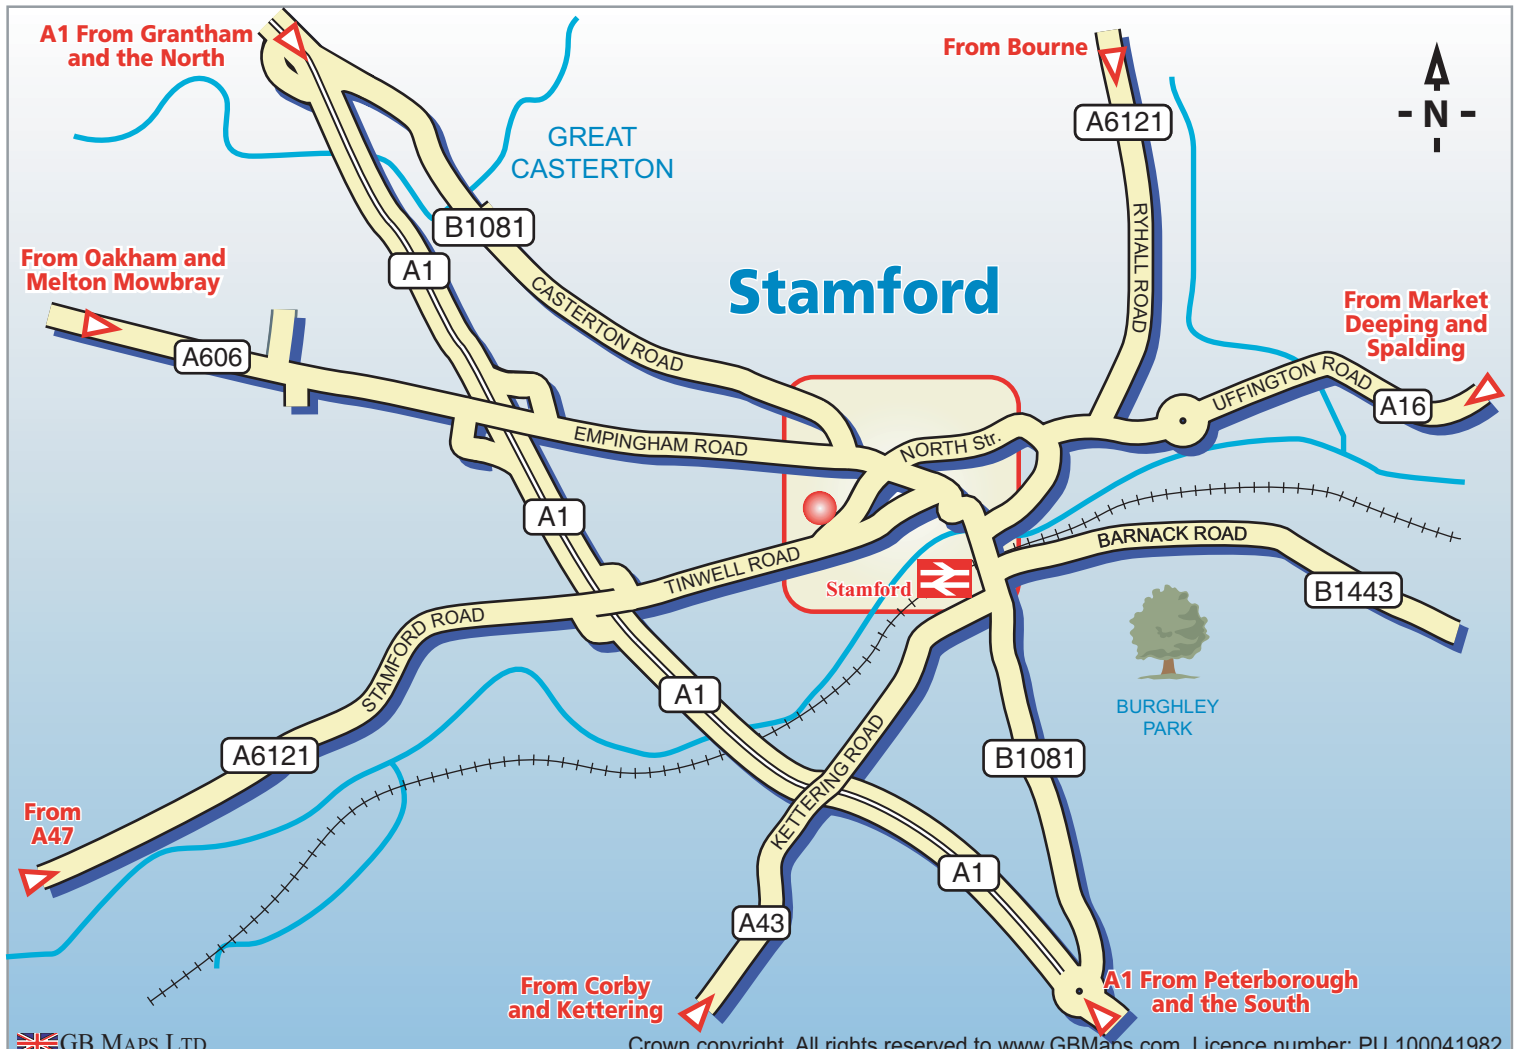 A1 From Grantham
and the North
From Bourne
N
A6121
GREAT
CASTERTON
B1081
A1
From Oakham and
Melton Mowbray
A606
CASTERTON ROAD
Stamford
RYHALL ROAD
From Market
Deeping and
Spalding
UFFINGTON ROAD
A16
EMPINGHAM ROAD
NORTH Str.
A1
TINWELL ROAD
Stamford
BARNACK ROAD
B1443
STAMFORD ROAD
A6121
A1
BURGHLEY
PARK
KETTERING ROAD
B1081
From
A47
A1
A43
From Corby
and Kettering
A1 From Peterborough
and the South
GB MAPS LTD
Crown copyright. All rights reserved to www.GBMaps.com. Licence number: PU 100041982